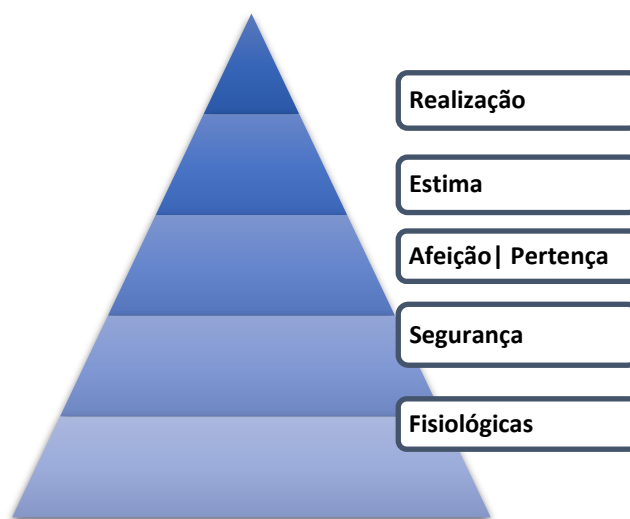 Realização
Estima
Afeição| Pertença
Segurança
Fisiológicas